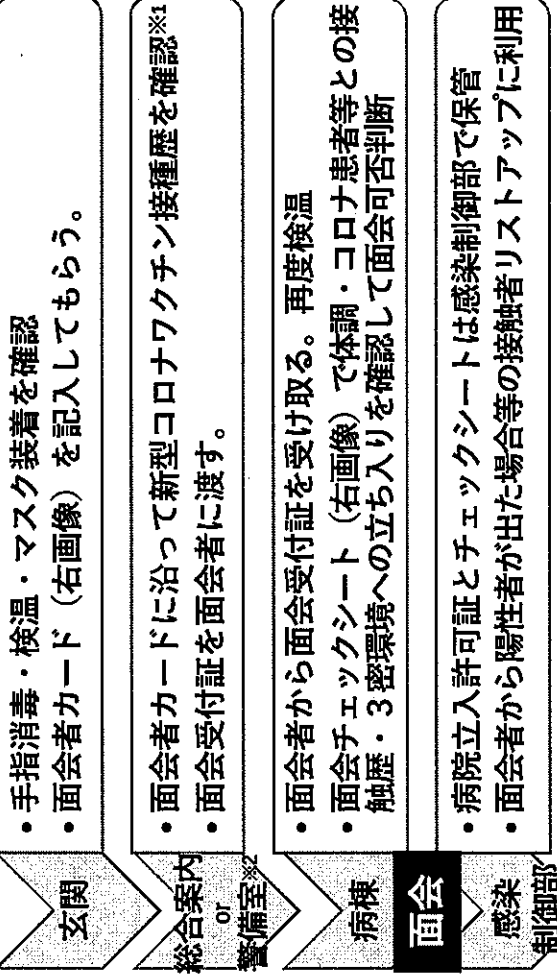 玄関
・手指消毒・検温・マスク装着を確認
・面会者カード（右画像）を記入してもらう。
総合案内
or
警備室※2
・面会者カードに沿って新型コロナワクチン接種歴を確認※1
・面会受付証を面会者に渡す。
病棟
・面会者から面会受付証を受け取る。再度検温
・面会チェックシート（右画像）で体調・コロナ患者等との接
触歴・３密環境への立ち入りを確認して面会可否判断
面会
感染
制御部
・病院立入許可証とチェックシートは感染制御部で保管
・面会者から陽性者が出た場合等の接触者リストアップに利用